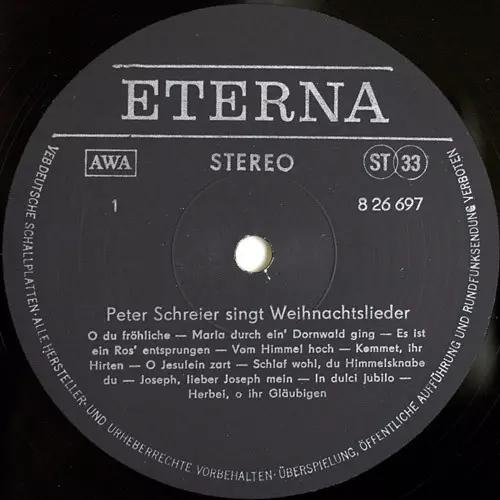 ETERNA
AWA
STEREO
ST 33
1
8 26 697
Peter Schreier singt Weihnachtslieder
O du fröhliche — Maria durch ein' Dornwald ging — Es ist
ein Ros' entsprungen — Vom Himmel hoch — Kommet, ihr
Hirten — O Jesulein zart — Schlaf wohl, du Himmelsknabe
du — Joseph, lieber Joseph mein — In dulci jubilo —
Herbei, o ihr Gläubigen
VEB DEUTSCHE SCHALLPLATTEN · ALLE HERSTELLER- UND URHEBERRECHTE VORBEHALTEN · ÜBERSPIELUNG, ÖFFENTLICHE AUFFÜHRUNG UND RUNDFUNKSENDUNG VERBOTEN